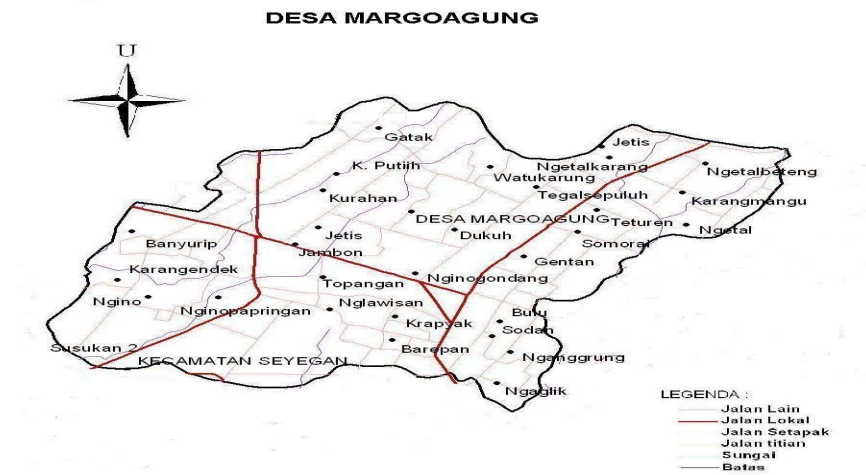 DESA MARGOAGUNG
U
Gatak
Jetis
K. Putiih
Ngetalkarang
Watukarung
Ngetalbeteng
Kurahan
Tegalsepuluh
Karangmangu
DESA MARGOAGUNG
Teturen
Ngetal
Banyurip
Jetis
Dukuh
Somorai
Jambon
Gentan
Karangendek
Topangan
Nginogondang
Ngino
Nginopapringan
Nglawisan
Krapyak
Bulu
Sodan
Susukan 2
KECAMATAN SEYEGAN
Barepan
Nganggrung
Ngaglik
LEGENDA :
Jalan Lain
Jalan Lokal
Jalan Setapak
Jalan titian
Sungai
Batas